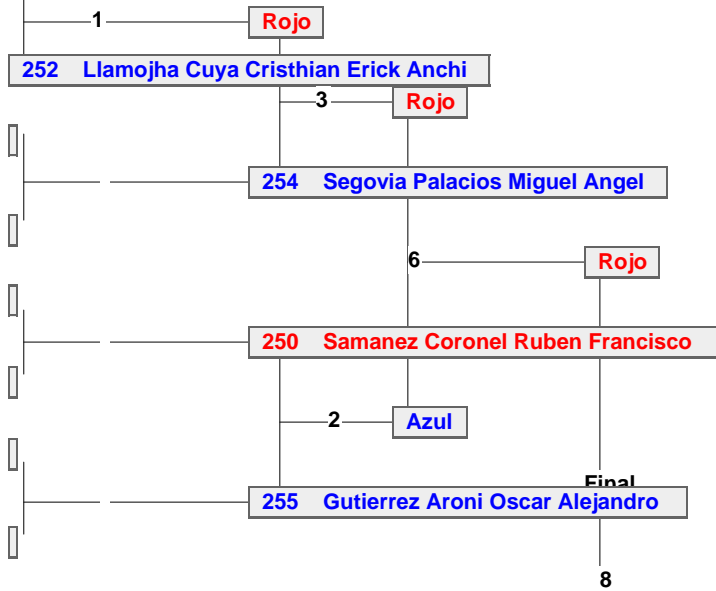 1 Rojo
252 Llamojha Cuya Cristhian Erick Anchi
3 Rojo
254 Segovia Palacios Miguel Angel
6 Rojo
250 Samanez Coronel Ruben Francisco
2 Azul
Final
255 Gutierrez Aroni Oscar Alejandro
8